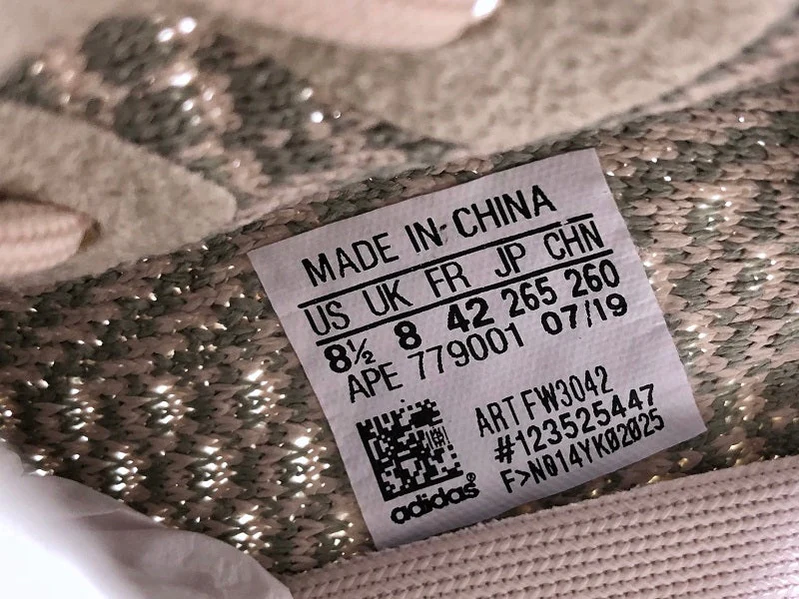 MADE IN CHINA
US UK FR JP CHN
8½ 8 42 265 260
APE 779001 07/19
ART FW3042
#123525447
F>N014YK02025
adidas®